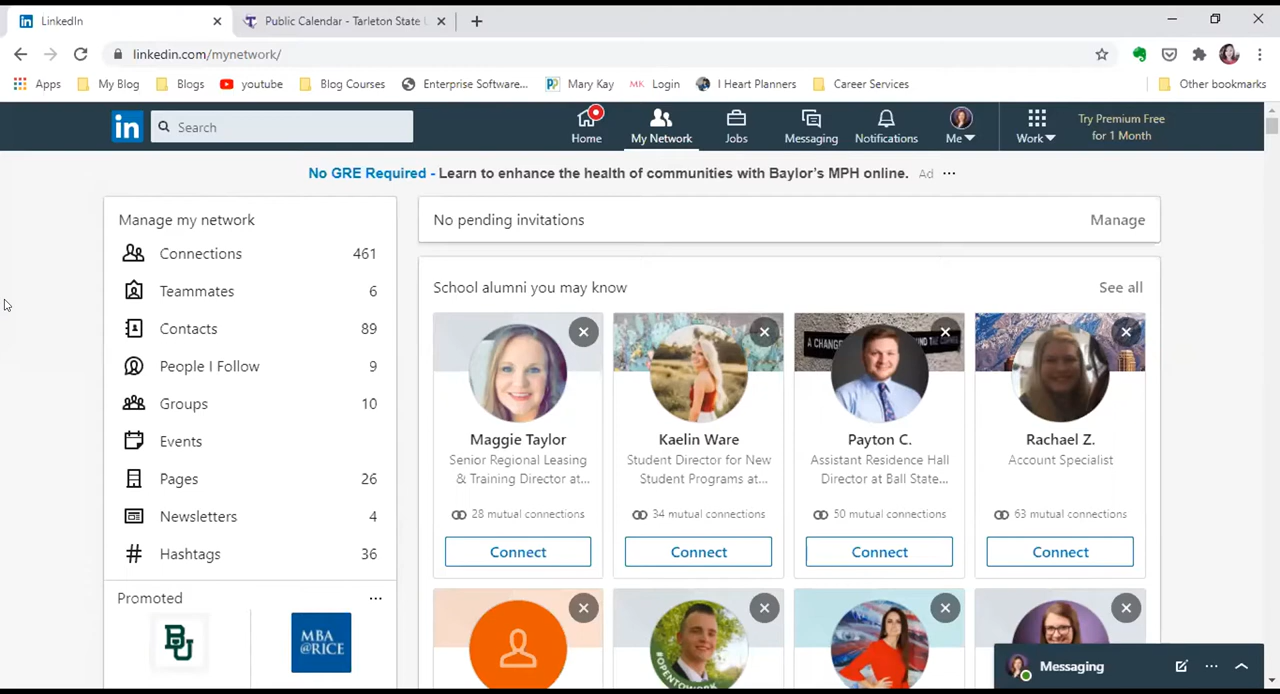 LinkedIn
Public Calendar - Tarleton State
linkedin.com/mynetwork/
Apps
My Blog
Blogs
youtube
Blog Courses
Enterprise Software...
Mary Kay
MK Login
I Heart Planners
Career Services
Other bookmarks
in
Search
Home
My Network
Jobs
Messaging
Notifications
Me
Work
Try Premium Free
for 1 Month
No GRE Required - Learn to enhance the health of communities with Baylor's MPH online. Ad ...
Manage my network
Connections 461
Teammates 6
Contacts 89
People I Follow 9
Groups 10
Events
Pages 26
Newsletters 4
Hashtags 36
Promoted ...
BU
MBA
@RICE
No pending invitations
Manage
School alumni you may know
See all
A CHANGE
Maggie Taylor
Senior Regional Leasing
& Training Director at...
28 mutual connections
Connect
Kaelin Ware
Student Director for New
Student Programs at...
34 mutual connections
Connect
Payton C.
Assistant Residence Hall
Director at Ball State...
50 mutual connections
Connect
Rachael Z.
Account Specialist
63 mutual connections
Connect
#OPENTOWORK
Messaging